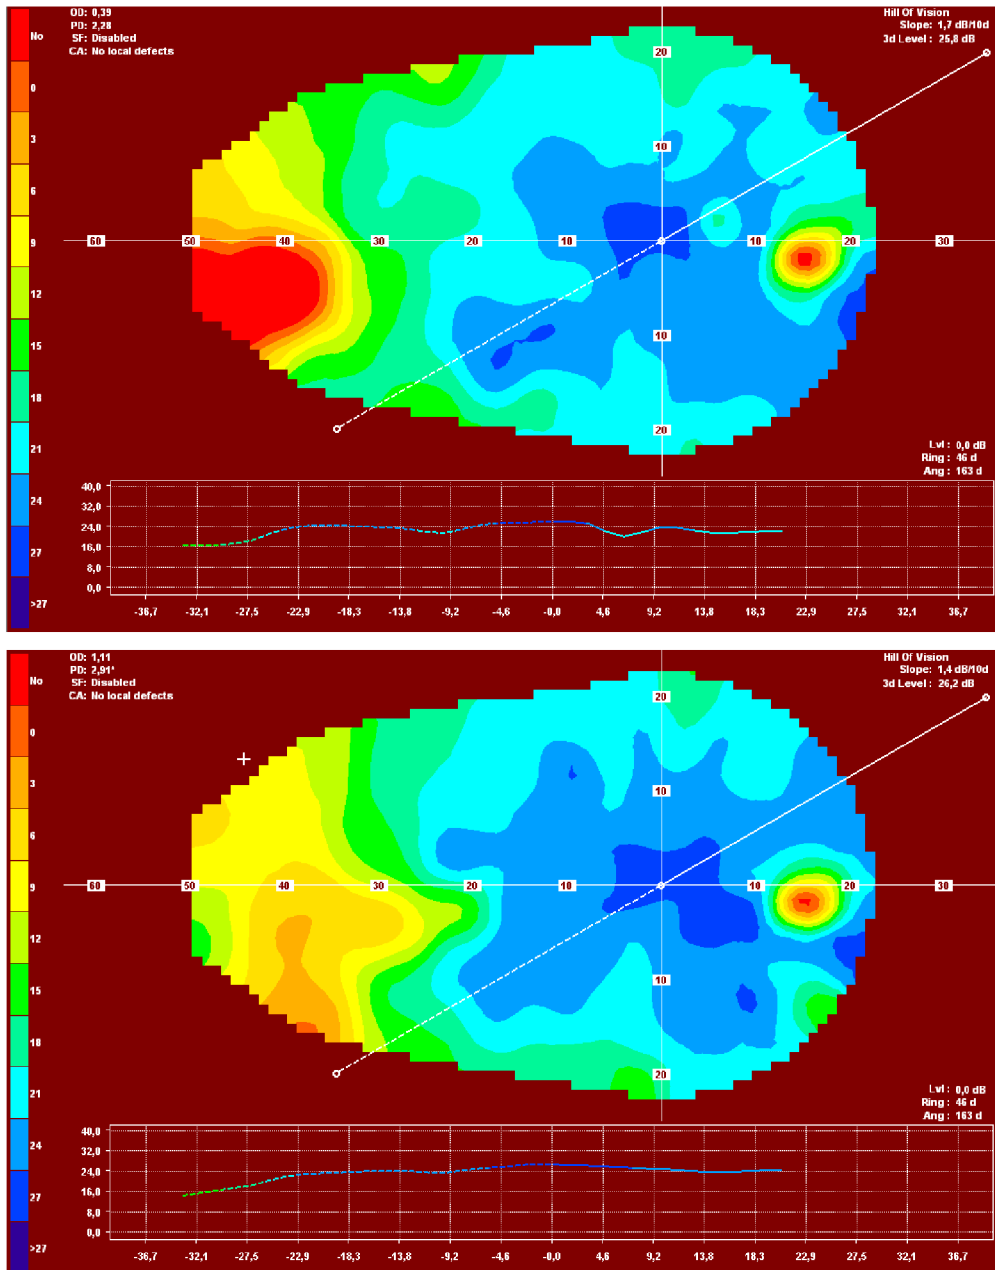 OD: 0,39
PD: 2,28
SF: Disabled
CA: No local defects
Hill Of Vision
Slope: 1,7 dB/10d
3d Level : 25,8 dB
No
0
3
6
9
12
15
18
21
24
27
>27
20
10
60 50 40 30 20 10 10 20 30
10
20
Lvl : 0,0 dB
Ring : 46 d
Ang : 163 d
40,0
32,0
24,0
16,0
8,0
0,0
-36,7 -32,1 -27,5 -22,9 -18,3 -13,8 -9,2 -4,6 -0,0 4,6 9,2 13,8 18,3 22,9 27,5 32,1 36,7
OD: 1,11
PD: 2,91*
SF: Disabled
CA: No local defects
Hill Of Vision
Slope: 1,4 dB/10d
3d Level : 26,2 dB
No
0
3
6
9
12
15
18
21
24
27
>27
20
10
60 50 40 30 20 10 10 20 30
10
20
Lvl : 0,0 dB
Ring : 46 d
Ang : 163 d
40,0
32,0
24,0
16,0
8,0
0,0
-36,7 -32,1 -27,5 -22,9 -18,3 -13,8 -9,2 -4,6 -0,0 4,6 9,2 13,8 18,3 22,9 27,5 32,1 36,7